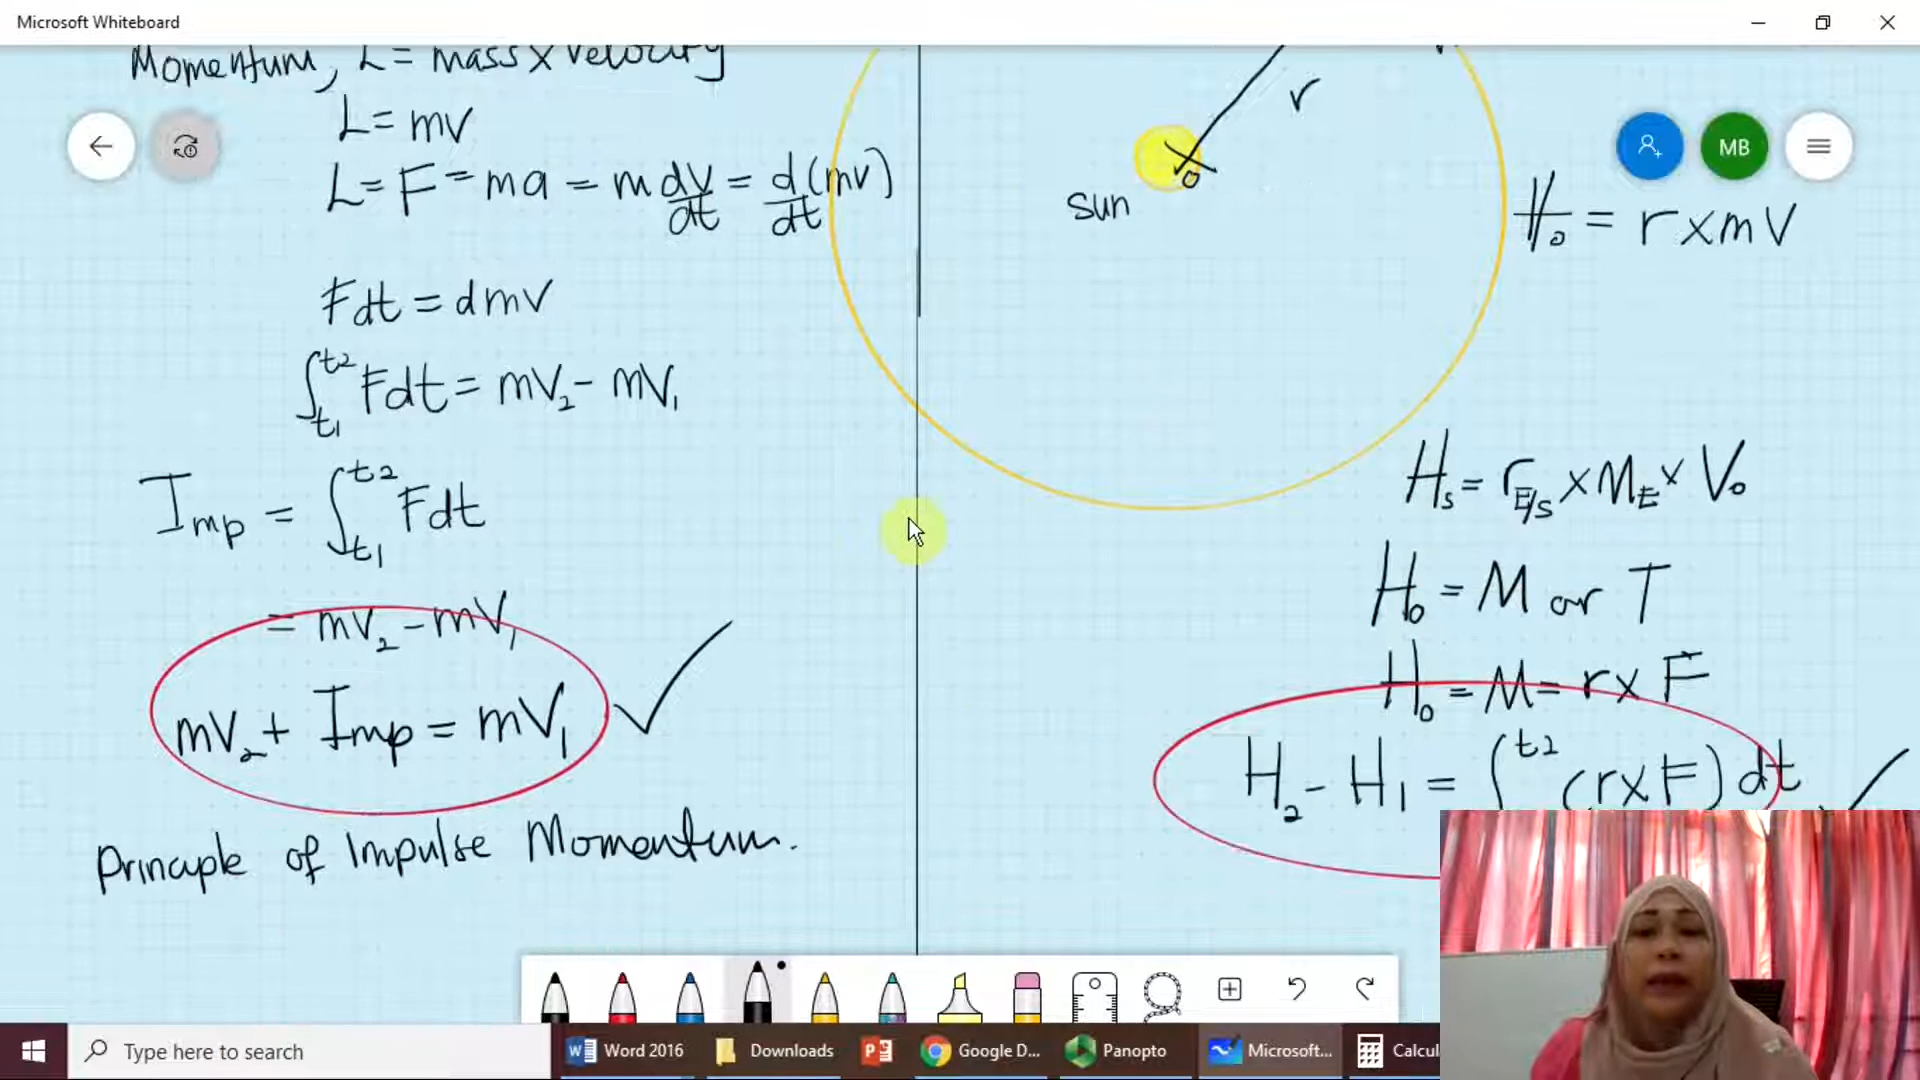 Microsoft Whiteboard
Momentum, L = mass x velocity
L = mV
L = F = ma = m dV/dt = d/dt (mV)
Fdt = dmV
∫t1 t2 Fdt = mV2 - mV1
Imp = ∫t1 t2 Fdt
= mV2 - mV1
mV2 + Imp = mV1
Principle of Impulse Momentum.
r
o
sun
MB
Ho = r x mV
Hs = rE/S x ME x Vo
Ho = M or T
Ho = M = r x F
H2 - H1 = ∫ t2 (r x F) dt
Type here to search
Word 2016
Downloads
Google D...
Panopto
Microsoft...
Calcul